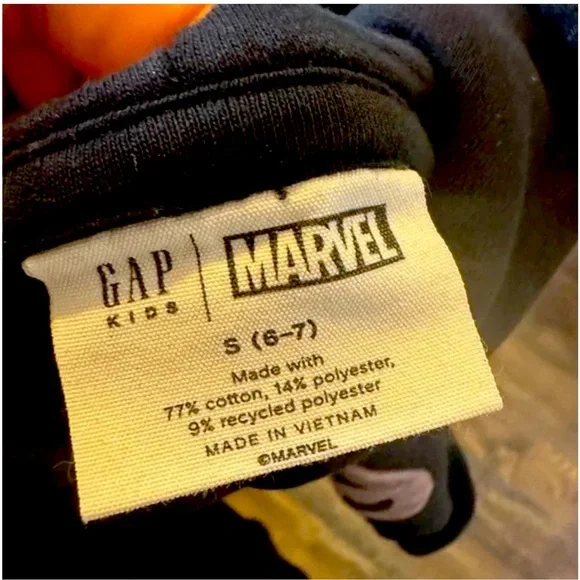 GAP KIDS | MARVEL
S (6-7)
Made with
77% cotton, 14% polyester,
9% recycled polyester
MADE IN VIETNAM
©MARVEL